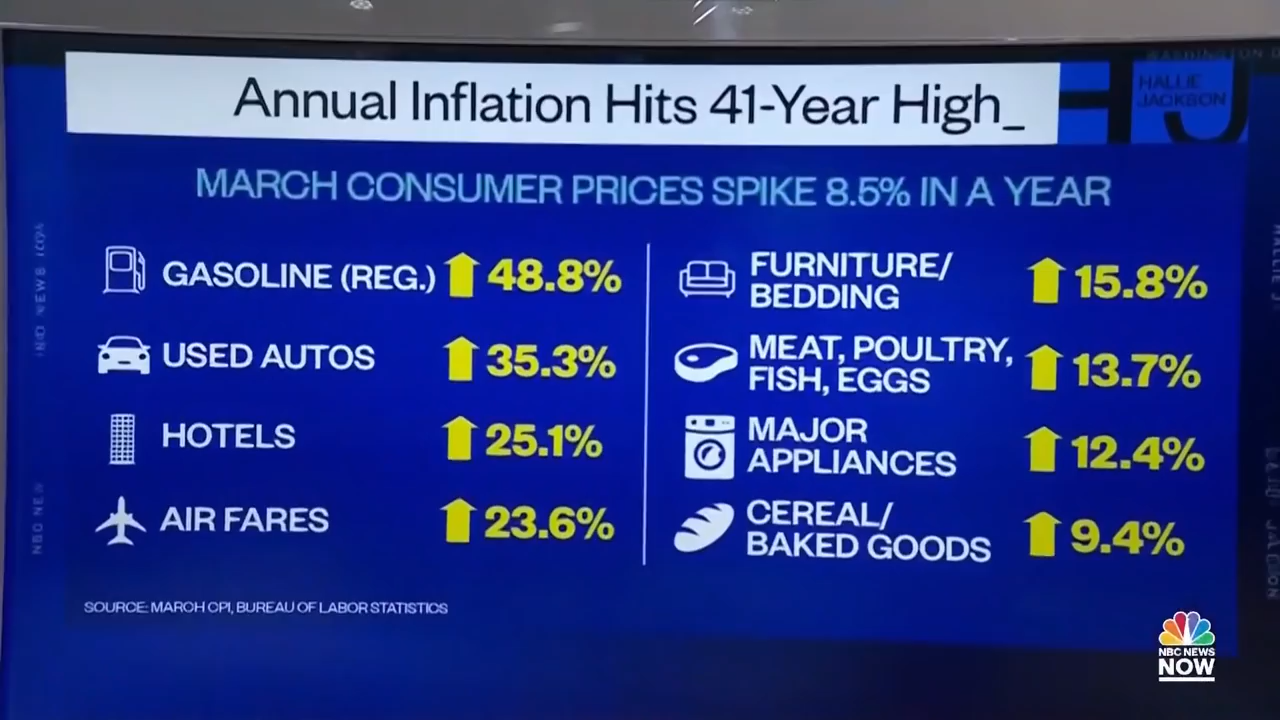 Annual Inflation Hits 41-Year High_
HALLIE
JACKSON
MARCH CONSUMER PRICES SPIKE 8.5% IN A YEAR
GASOLINE (REG.) 48.8%
USED AUTOS 35.3%
HOTELS 25.1%
AIR FARES 23.6%
FURNITURE/
BEDDING 15.8%
MEAT, POULTRY,
FISH, EGGS 13.7%
MAJOR
APPLIANCES 12.4%
CEREAL/
BAKED GOODS 9.4%
SOURCE: MARCH CPI, BUREAU OF LABOR STATISTICS
NBC NEWS
NOW